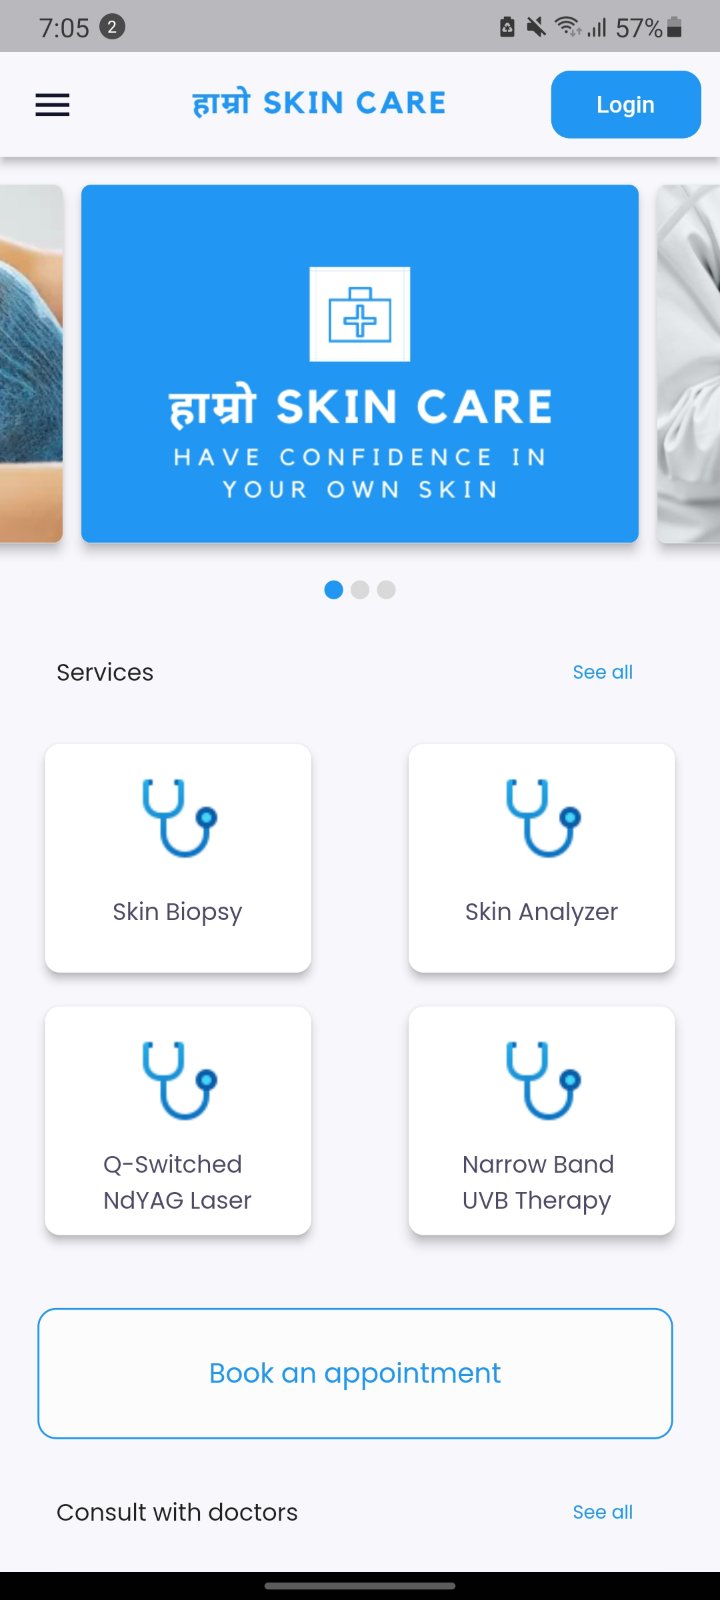 7:05 2 57%
हाम्रो SKIN CARE
Login
हाम्रो SKIN CARE
HAVE CONFIDENCE IN
YOUR OWN SKIN
Services See all
Skin Biopsy
Skin Analyzer
Q-Switched
NdYAG Laser
Narrow Band
UVB Therapy
Book an appointment
Consult with doctors See all